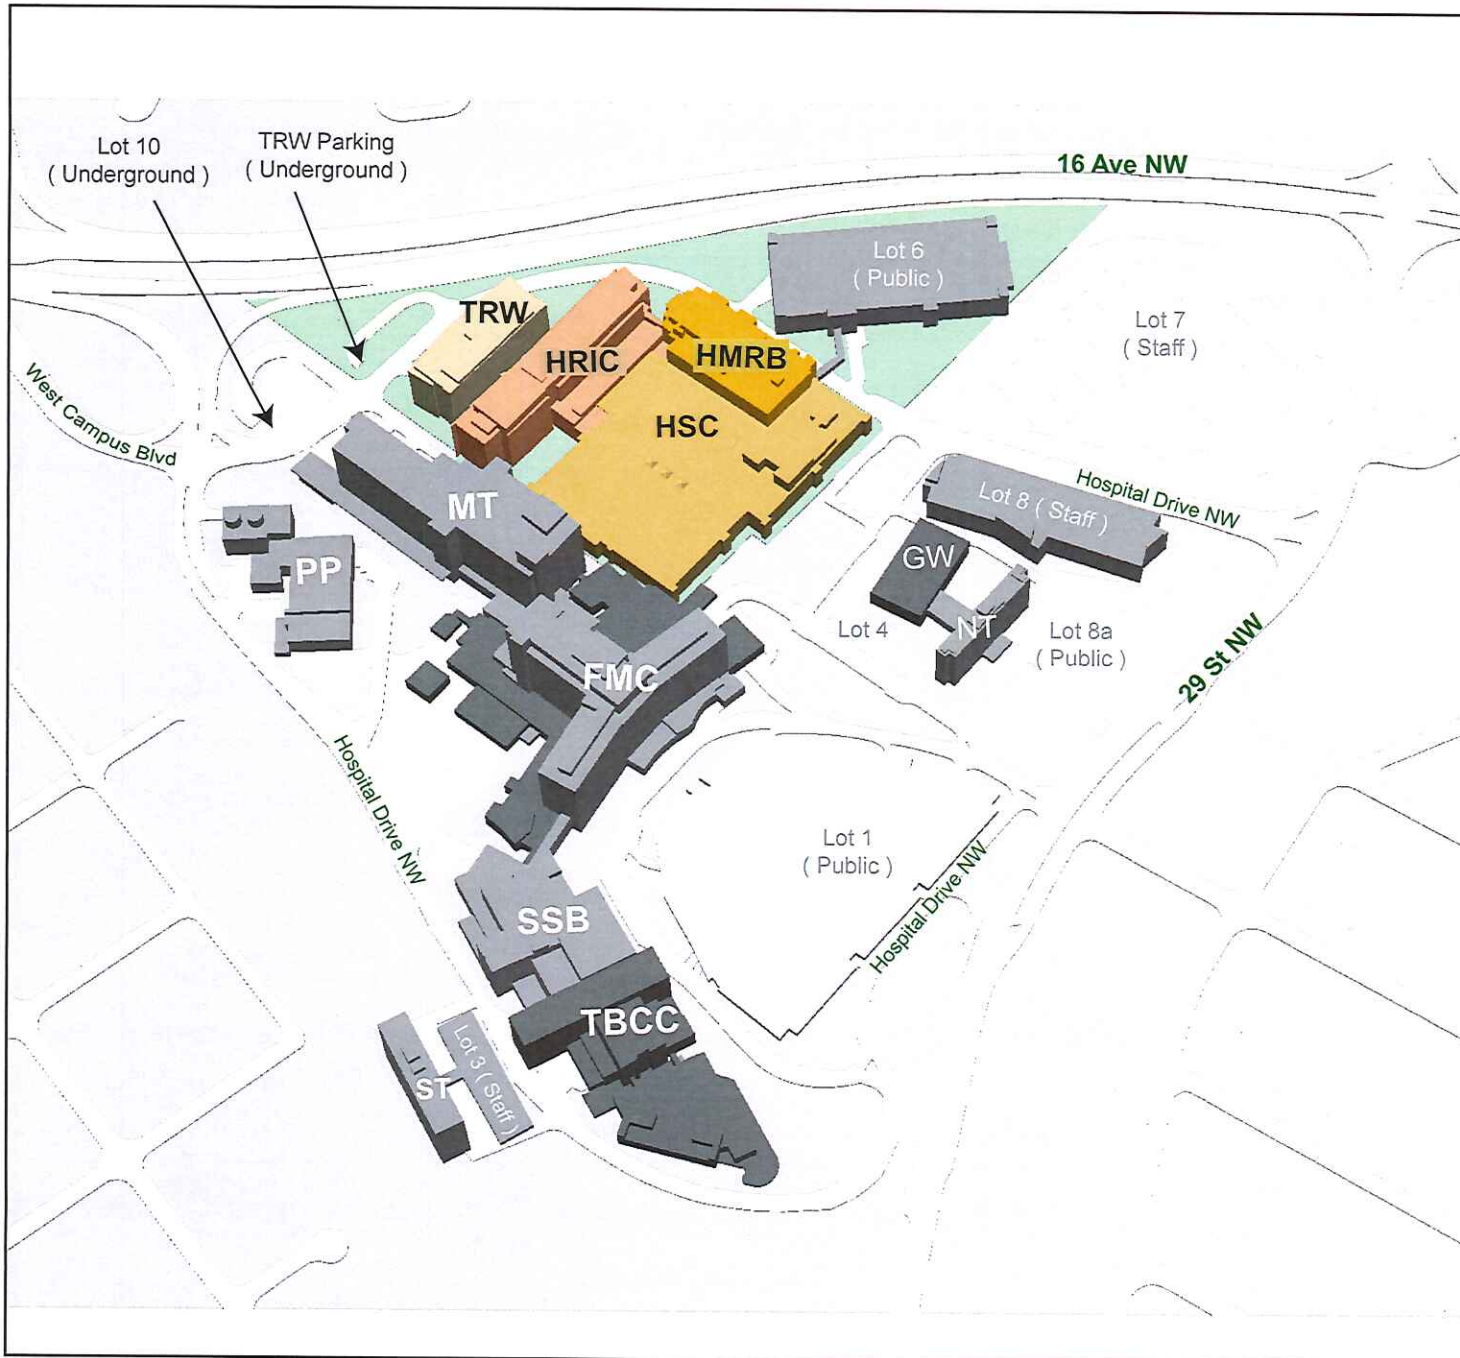 Lot 10
( Underground )
TRW Parking
( Underground )
16 Ave NW
Lot 6
( Public )
TRW
HRIC
HMRB
Lot 7
( Staff )
West Campus Blvd
HSC
MT
Lot 8 ( Staff )
Hospital Drive NW
GW
PP
NT
Lot 4
Lot 8a
( Public )
29 St NW
FMC
Hospital Drive NW
Lot 1
( Public )
Hospital Drive NW
SSB
TBCC
ST
Lot 3 ( Staff )